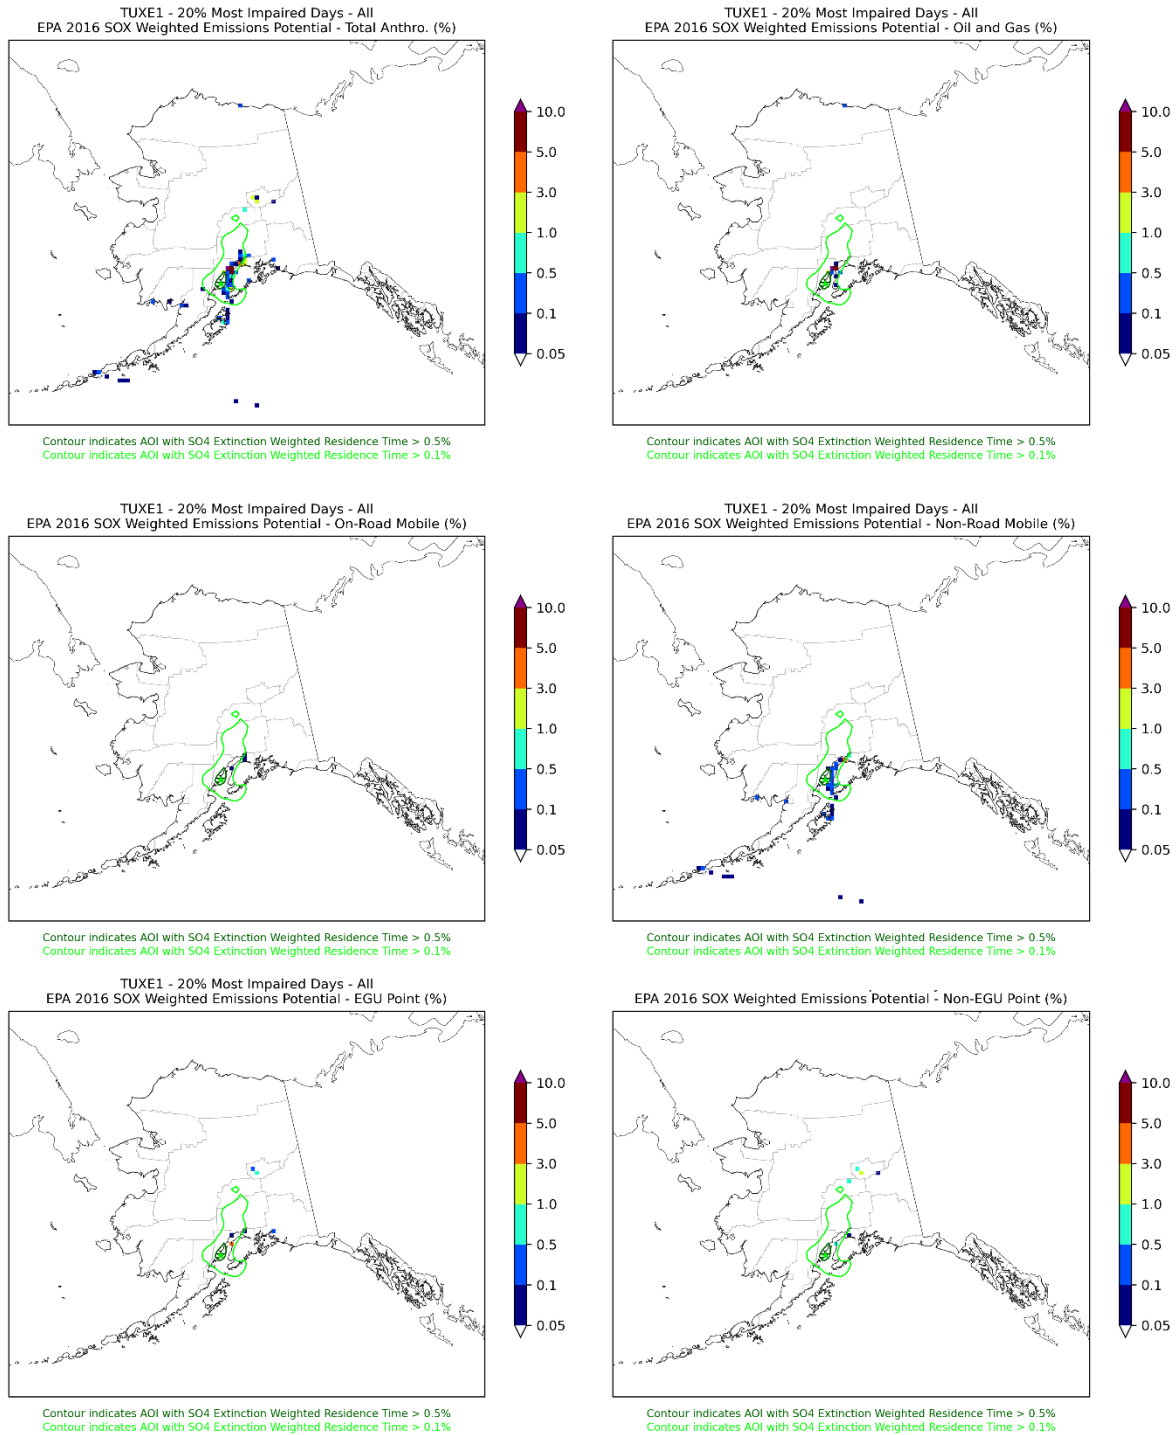 TUXE1 - 20% Most Impaired Days - All
EPA 2016 SOX Weighted Emissions Potential - Total Anthro. (%)
10.0
5.0
3.0
1.0
0.5
0.1
0.05
Contour indicates AOI with SO4 Extinction Weighted Residence Time > 0.5%
Contour indicates AOI with SO4 Extinction Weighted Residence Time > 0.1%
TUXE1 - 20% Most Impaired Days - All
EPA 2016 SOX Weighted Emissions Potential - Oil and Gas (%)
10.0
5.0
3.0
1.0
0.5
0.1
0.05
Contour indicates AOI with SO4 Extinction Weighted Residence Time > 0.5%
Contour indicates AOI with SO4 Extinction Weighted Residence Time > 0.1%
TUXE1 - 20% Most Impaired Days - All
EPA 2016 SOX Weighted Emissions Potential - On-Road Mobile (%)
10.0
5.0
3.0
1.0
0.5
0.1
0.05
Contour indicates AOI with SO4 Extinction Weighted Residence Time > 0.5%
Contour indicates AOI with SO4 Extinction Weighted Residence Time > 0.1%
TUXE1 - 20% Most Impaired Days - All
EPA 2016 SOX Weighted Emissions Potential - Non-Road Mobile (%)
10.0
5.0
3.0
1.0
0.5
0.1
0.05
Contour indicates AOI with SO4 Extinction Weighted Residence Time > 0.5%
Contour indicates AOI with SO4 Extinction Weighted Residence Time > 0.1%
TUXE1 - 20% Most Impaired Days - All
EPA 2016 SOX Weighted Emissions Potential - EGU Point (%)
10.0
5.0
3.0
1.0
0.5
0.1
0.05
Contour indicates AOI with SO4 Extinction Weighted Residence Time > 0.5%
Contour indicates AOI with SO4 Extinction Weighted Residence Time > 0.1%
EPA 2016 SOX Weighted Emissions Potential - Non-EGU Point (%)
10.0
5.0
3.0
1.0
0.5
0.1
0.05
Contour indicates AOI with SO4 Extinction Weighted Residence Time > 0.5%
Contour indicates AOI with SO4 Extinction Weighted Residence Time > 0.1%